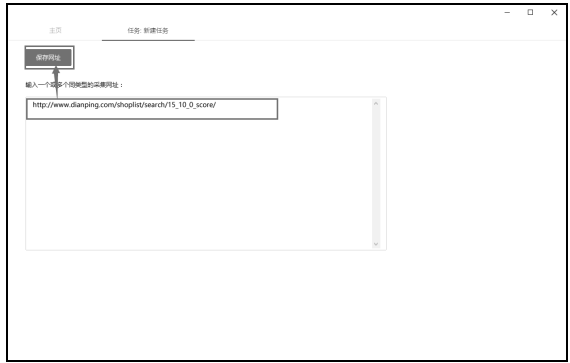 主页 任务: 新建任务
保存网址
输入一个或多个同类型的采集网址：
http://www.dianping.com/shoplist/search/15_10_0_score/